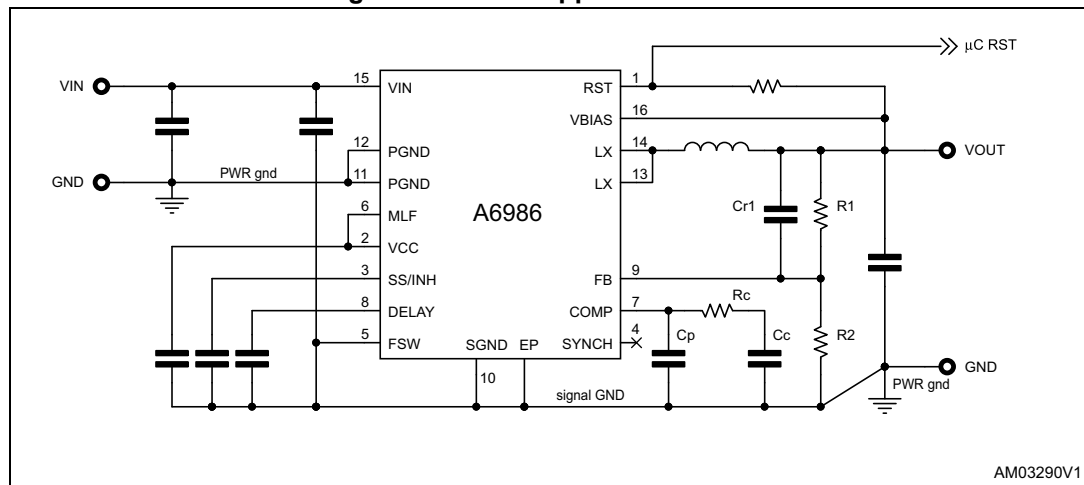 VIN
GND
PWR gnd
15 VIN
12 PGND
11 PGND
6 MLF
2 VCC
3 SS/INH
8 DELAY
5 FSW
A6986
SGND
10
EP
RST 1
VBIAS 16
LX 14
LX 13
FB 9
COMP 7
SYNCH 4
µC RST
VOUT
Cr1
R1
Rc
Cp
Cc
R2
GND
PWR gnd
signal GND
AM03290V1